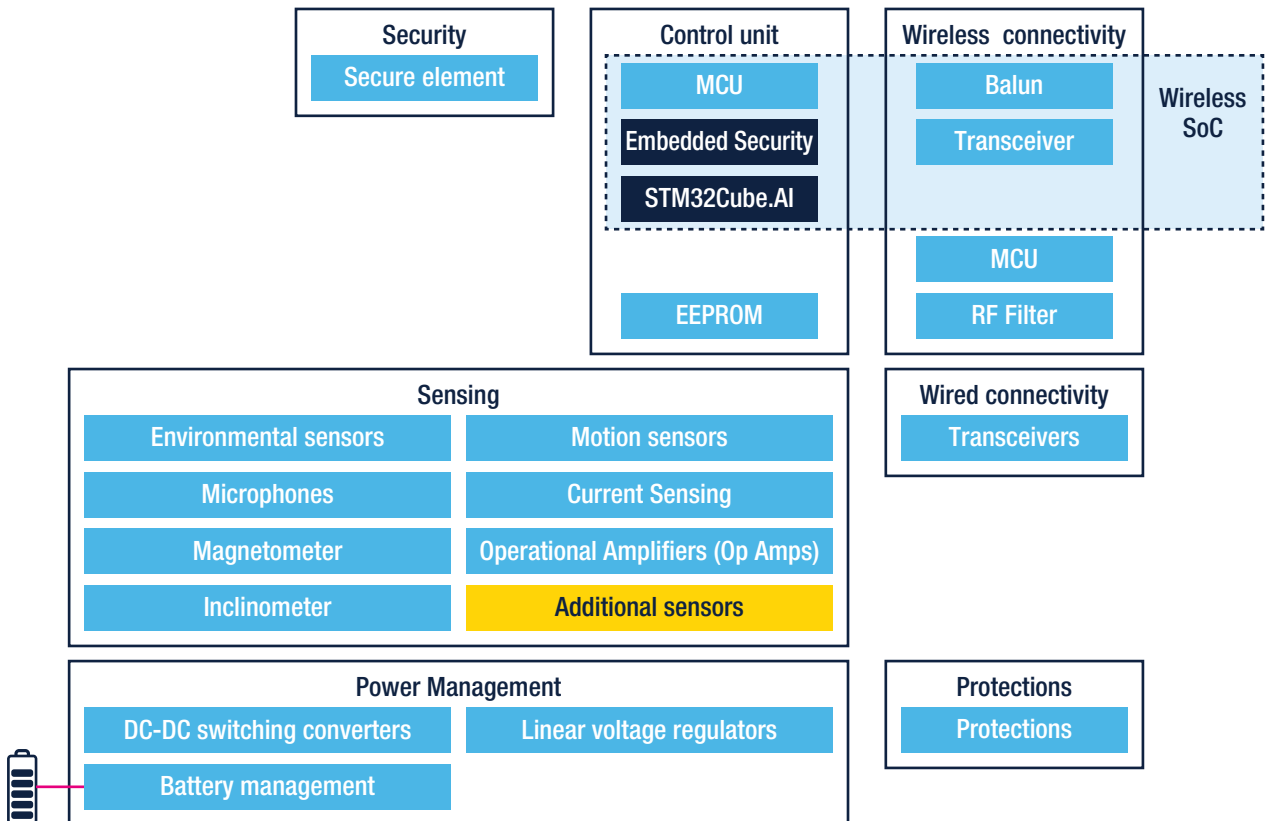 Security
Secure element
Control unit
MCU
Embedded Security
STM32Cube.AI
EEPROM
Wireless connectivity
Balun
Transceiver
MCU
RF Filter
Wireless
SoC
Sensing
Environmental sensors
Motion sensors
Microphones
Current Sensing
Magnetometer
Operational Amplifiers (Op Amps)
Inclinometer
Additional sensors
Wired connectivity
Transceivers
Power Management
DC-DC switching converters
Linear voltage regulators
Battery management
Protections
Protections